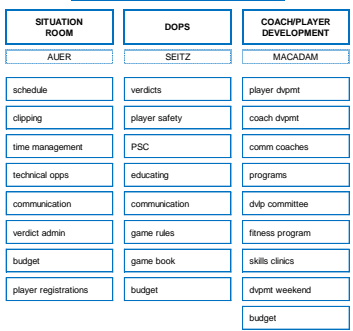 SITUATION
ROOM
AUER
schedule
clipping
time management
technical opps
communication
verdict admin
budget
player registrations
DOPS
SEITZ
verdicts
player safety
PSC
educating
communication
game rules
game book
budget
COACH/PLAYER
DEVELOPMENT
MACADAM
player dvpmt
coach dvpmt
comm coaches
programs
dvlp committee
fitness program
skills clinics
dvpmt weekend
budget